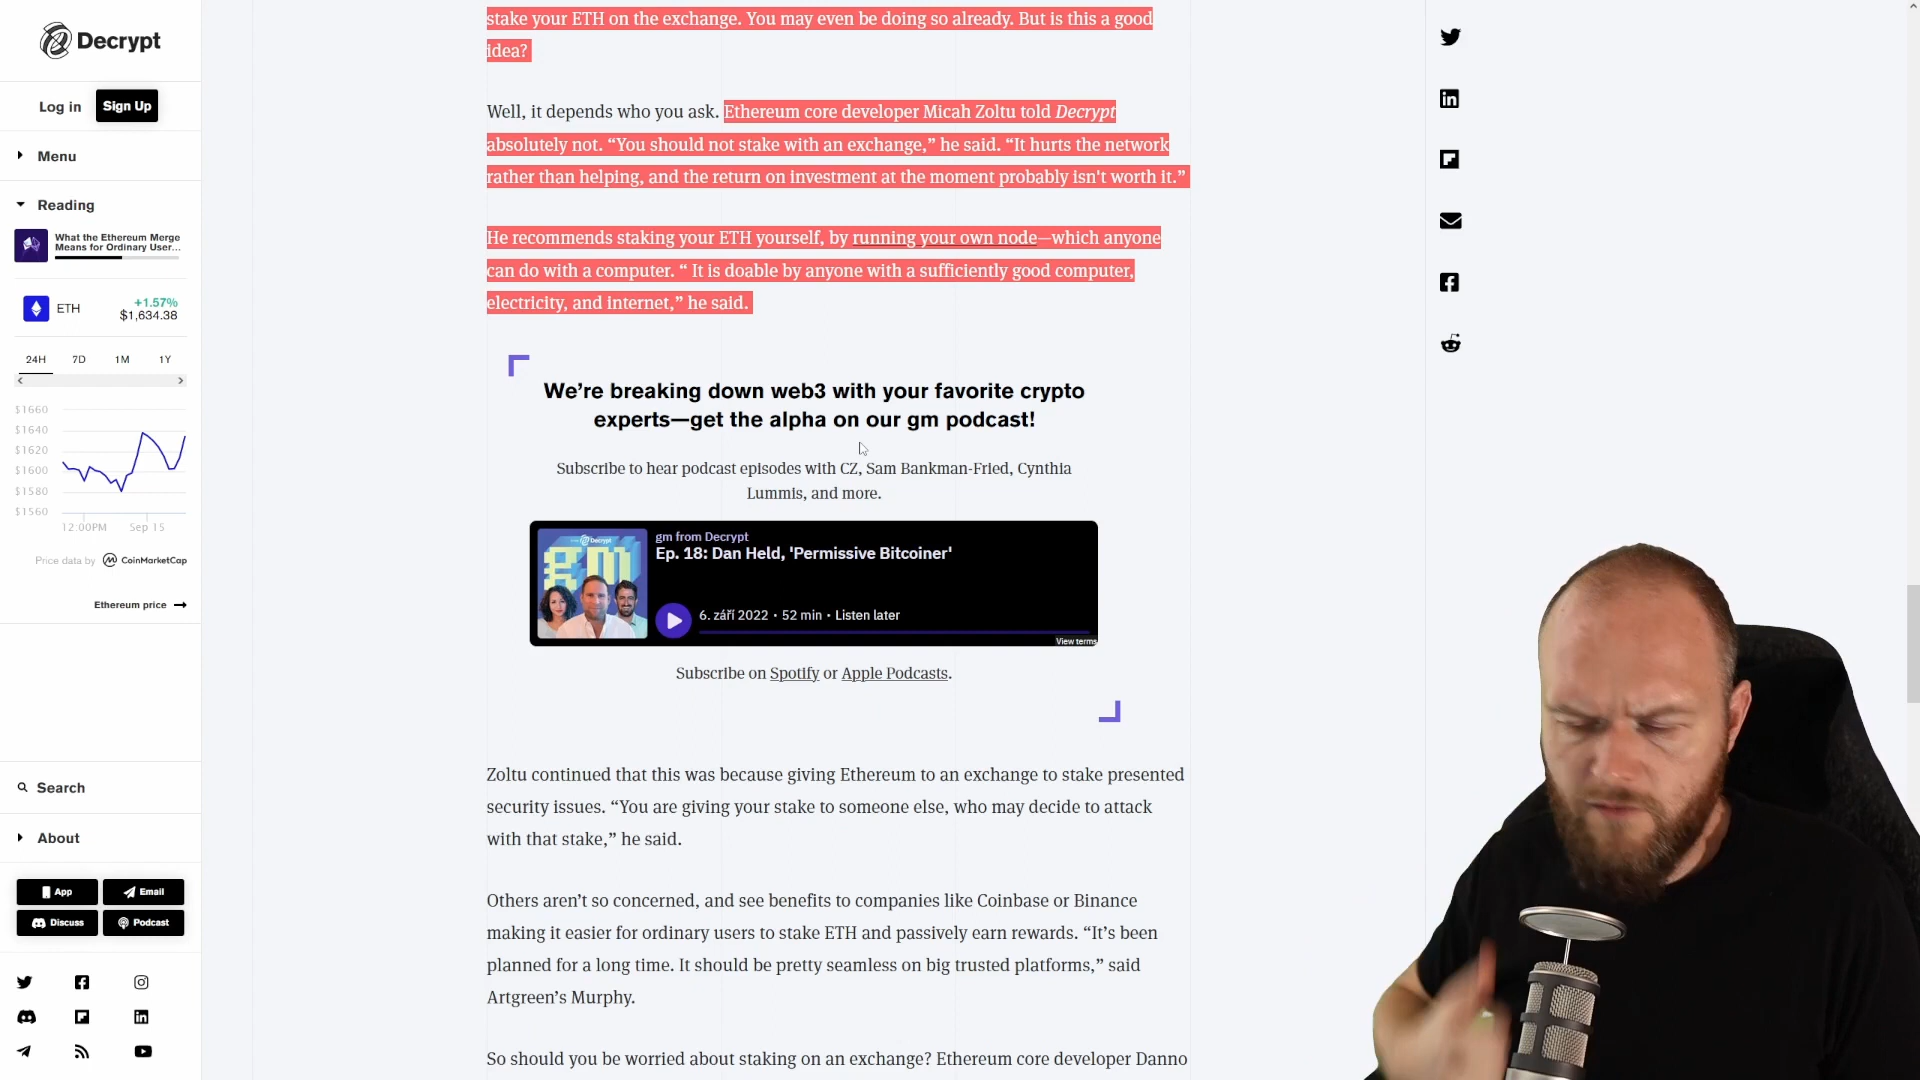 Decrypt
Log in
Sign Up
Menu
Reading
What the Ethereum Merge
Means for Ordinary User...
ETH
+1.57%
$1,634.38
24H 7D 1M 1Y
$1660
$1640
$1620
$1600
$1580
$1560
12:00PM Sep 15
Price data by CoinMarketCap
Ethereum price
Search
About
App
Email
Discuss
Podcast
stake your ETH on the exchange. You may even be doing so already. But is this a good
idea?
Well, it depends who you ask. Ethereum core developer Micah Zoltu told Decrypt
absolutely not. “You should not stake with an exchange,” he said. “It hurts the network
rather than helping, and the return on investment at the moment probably isn't worth it.”
He recommends staking your ETH yourself, by running your own node—which anyone
can do with a computer. “ It is doable by anyone with a sufficiently good computer,
electricity, and internet,” he said.
We’re breaking down web3 with your favorite crypto
experts—get the alpha on our gm podcast!
Subscribe to hear podcast episodes with CZ, Sam Bankman-Fried, Cynthia
Lummis, and more.
Decrypt
gm
gm from Decrypt
Ep. 18: Dan Held, 'Permissive Bitcoiner'
6. září 2022 · 52 min · Listen later
View terms
Subscribe on Spotify or Apple Podcasts.
Zoltu continued that this was because giving Ethereum to an exchange to stake presented
security issues. “You are giving your stake to someone else, who may decide to attack
with that stake,” he said.
Others aren’t so concerned, and see benefits to companies like Coinbase or Binance
making it easier for ordinary users to stake ETH and passively earn rewards. “It’s been
planned for a long time. It should be pretty seamless on big trusted platforms,” said
Artgreen’s Murphy.
So should you be worried about staking on an exchange? Ethereum core developer Danno